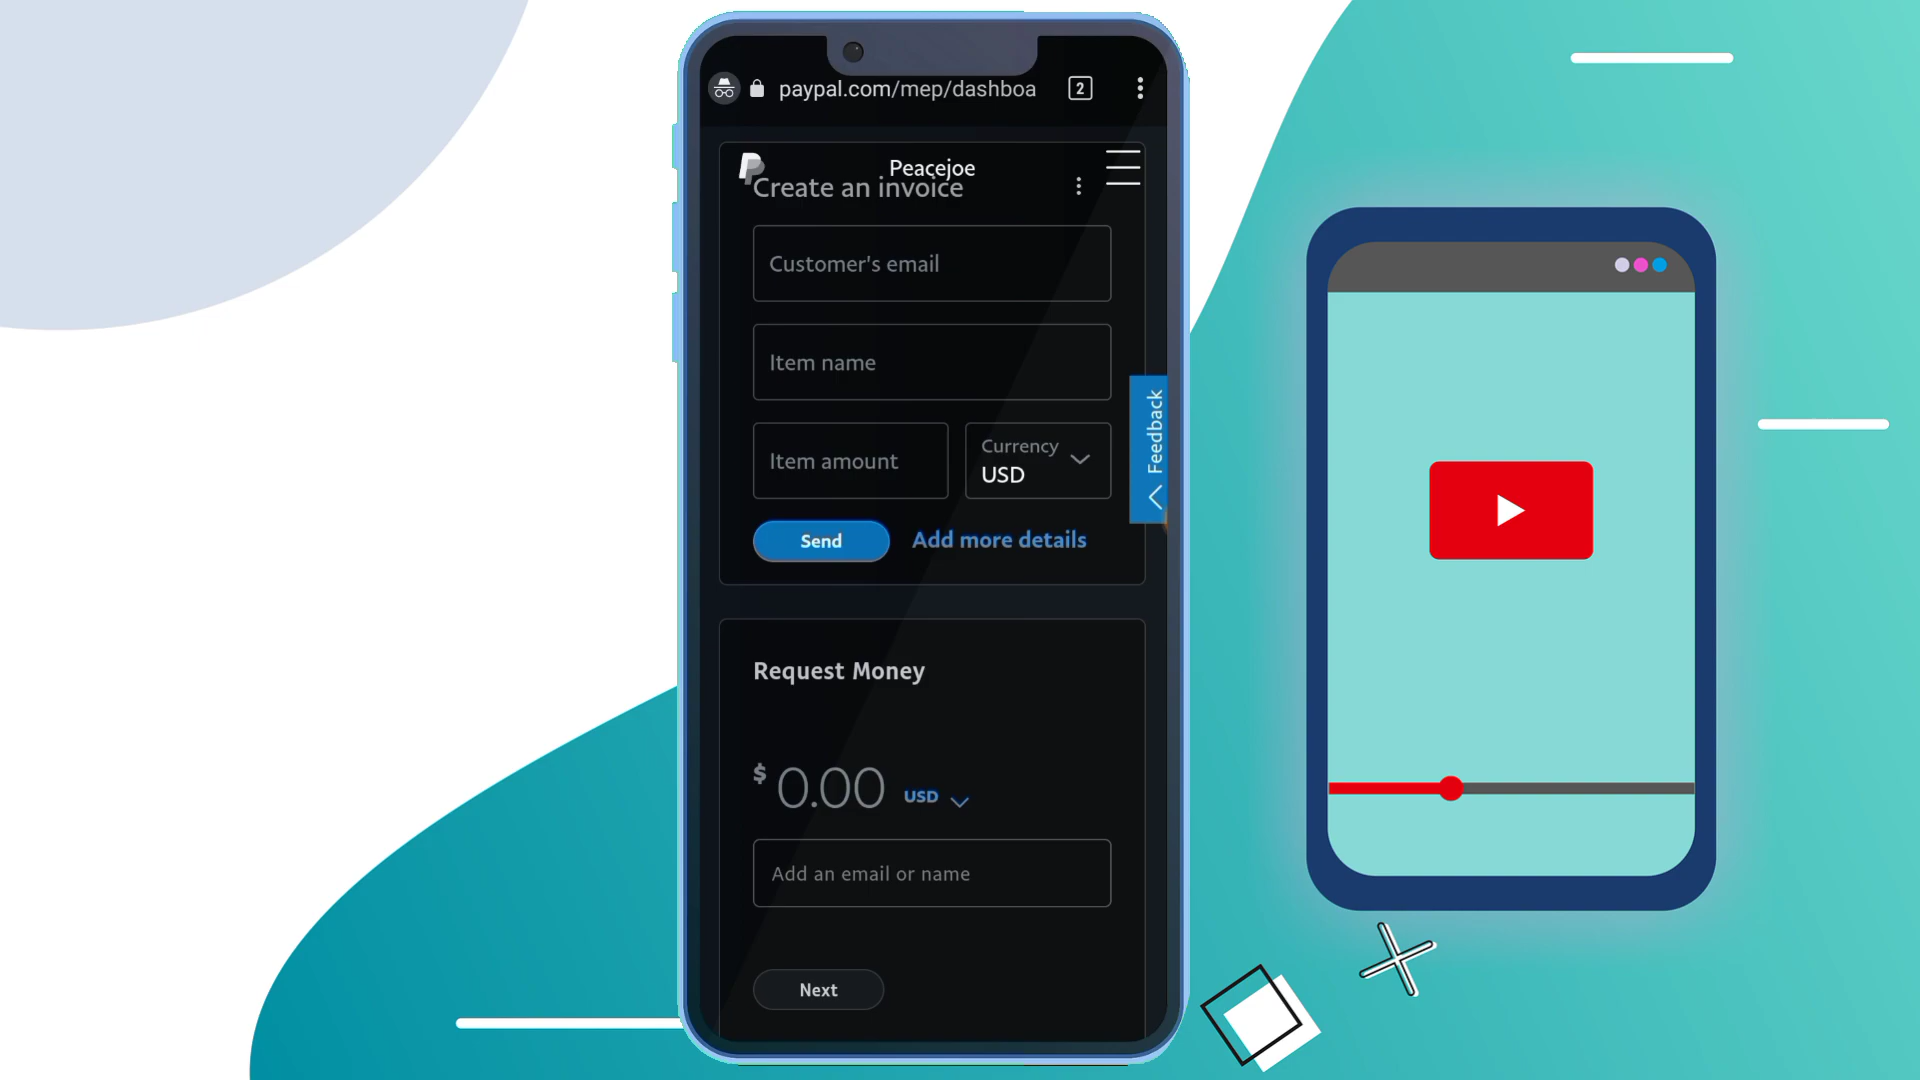 paypal.com/mep/dashboa
2
Peacejoe
Create an invoice
Customer's email
Item name
Item amount
Currency
USD
Feedback
Send
Add more details
Request Money
$ 0.00 USD
Add an email or name
Next